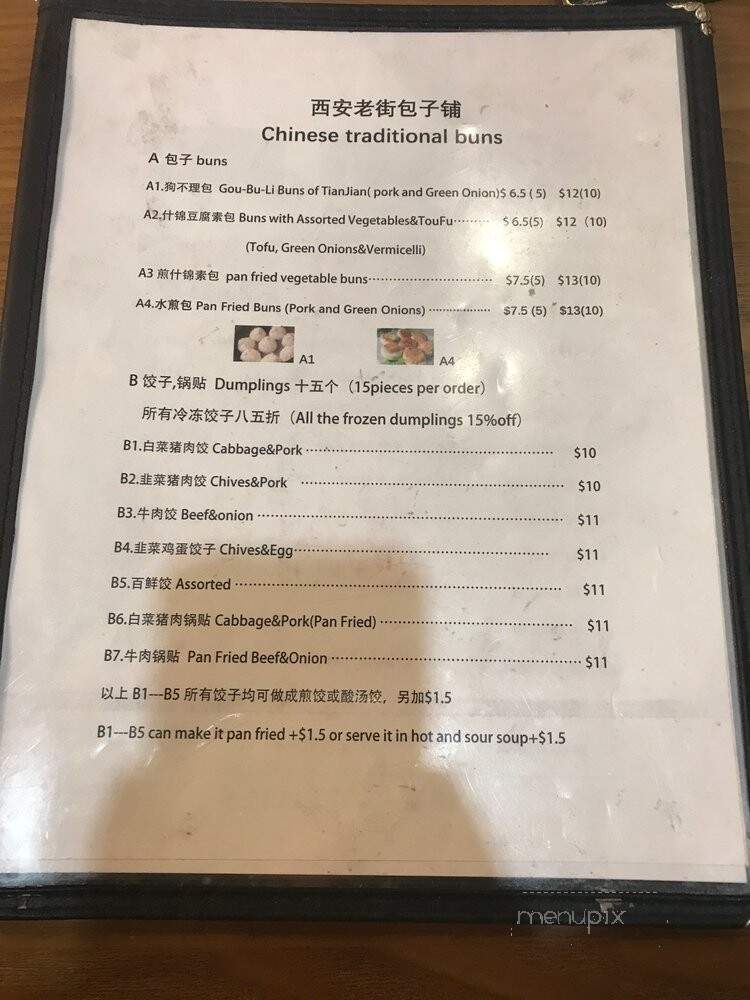 西安老街包子铺
Chinese traditional buns
A 包子 buns
A1.狗不理包 Gou-Bu-Li Buns of TianJian( pork and Green Onion)$ 6.5 ( 5) $12(10)
A2.什锦豆腐素包 Buns with Assorted Vegetables&TouFu········· $ 6.5(5) $12 (10)
(Tofu, Green Onions&Vermicelli)
A3 煎什锦素包 pan fried vegetable buns······························ $7.5(5) $13(10)
A4.水煎包 Pan Fried Buns (Pork and Green Onions) ·················· $7.5 (5) $13(10)
A1 A4
B 饺子,锅贴 Dumplings 十五个（15pieces per order）
所有冷冻饺子八五折（All the frozen dumplings 15%off）
B1.白菜猪肉饺 Cabbage&Pork ······················································ $10
B2.韭菜猪肉饺 Chives&Pork ························································· $10
B3.牛肉饺 Beef&onion ··································································· $11
B4.韭菜鸡蛋饺子 Chives&Egg························································ $11
B5.百鲜饺 Assorted ······································································· $11
B6.白菜猪肉锅贴 Cabbage&Pork(Pan Fried) ·········································· $11
B7.牛肉锅贴 Pan Fried Beef&Onion ······················································ $11
以上 B1---B5 所有饺子均可做成煎饺或酸汤饺，另加$1.5
B1---B5 can make it pan fried +$1.5 or serve it in hot and sour soup+$1.5
menupix